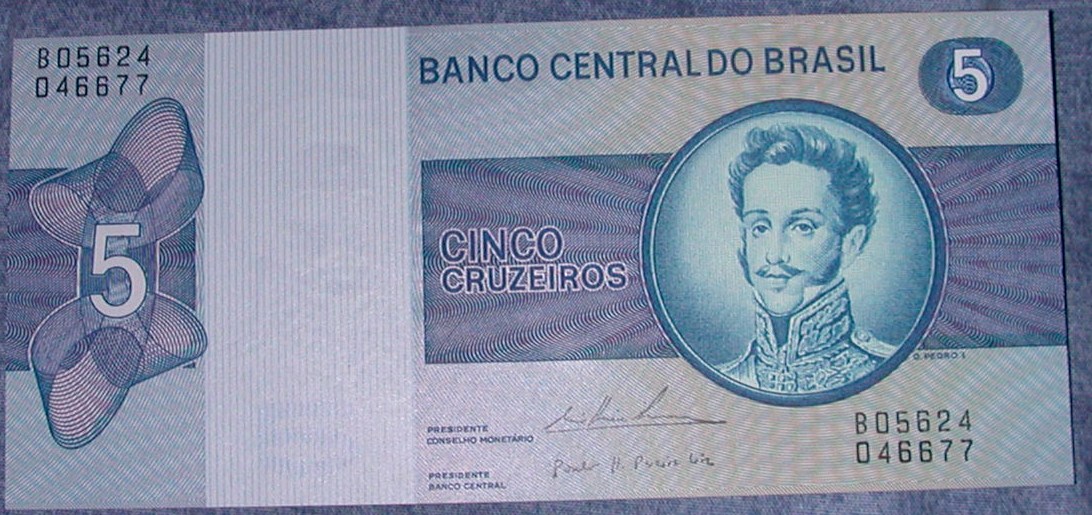 B05624
046677
BANCO CENTRAL DO BRASIL
5
5
CINCO
CRUZEIROS
D. PEDRO I
PRESIDENTE
CONSELHO MONETÁRIO
PRESIDENTE
BANCO CENTRAL
B05624
046677